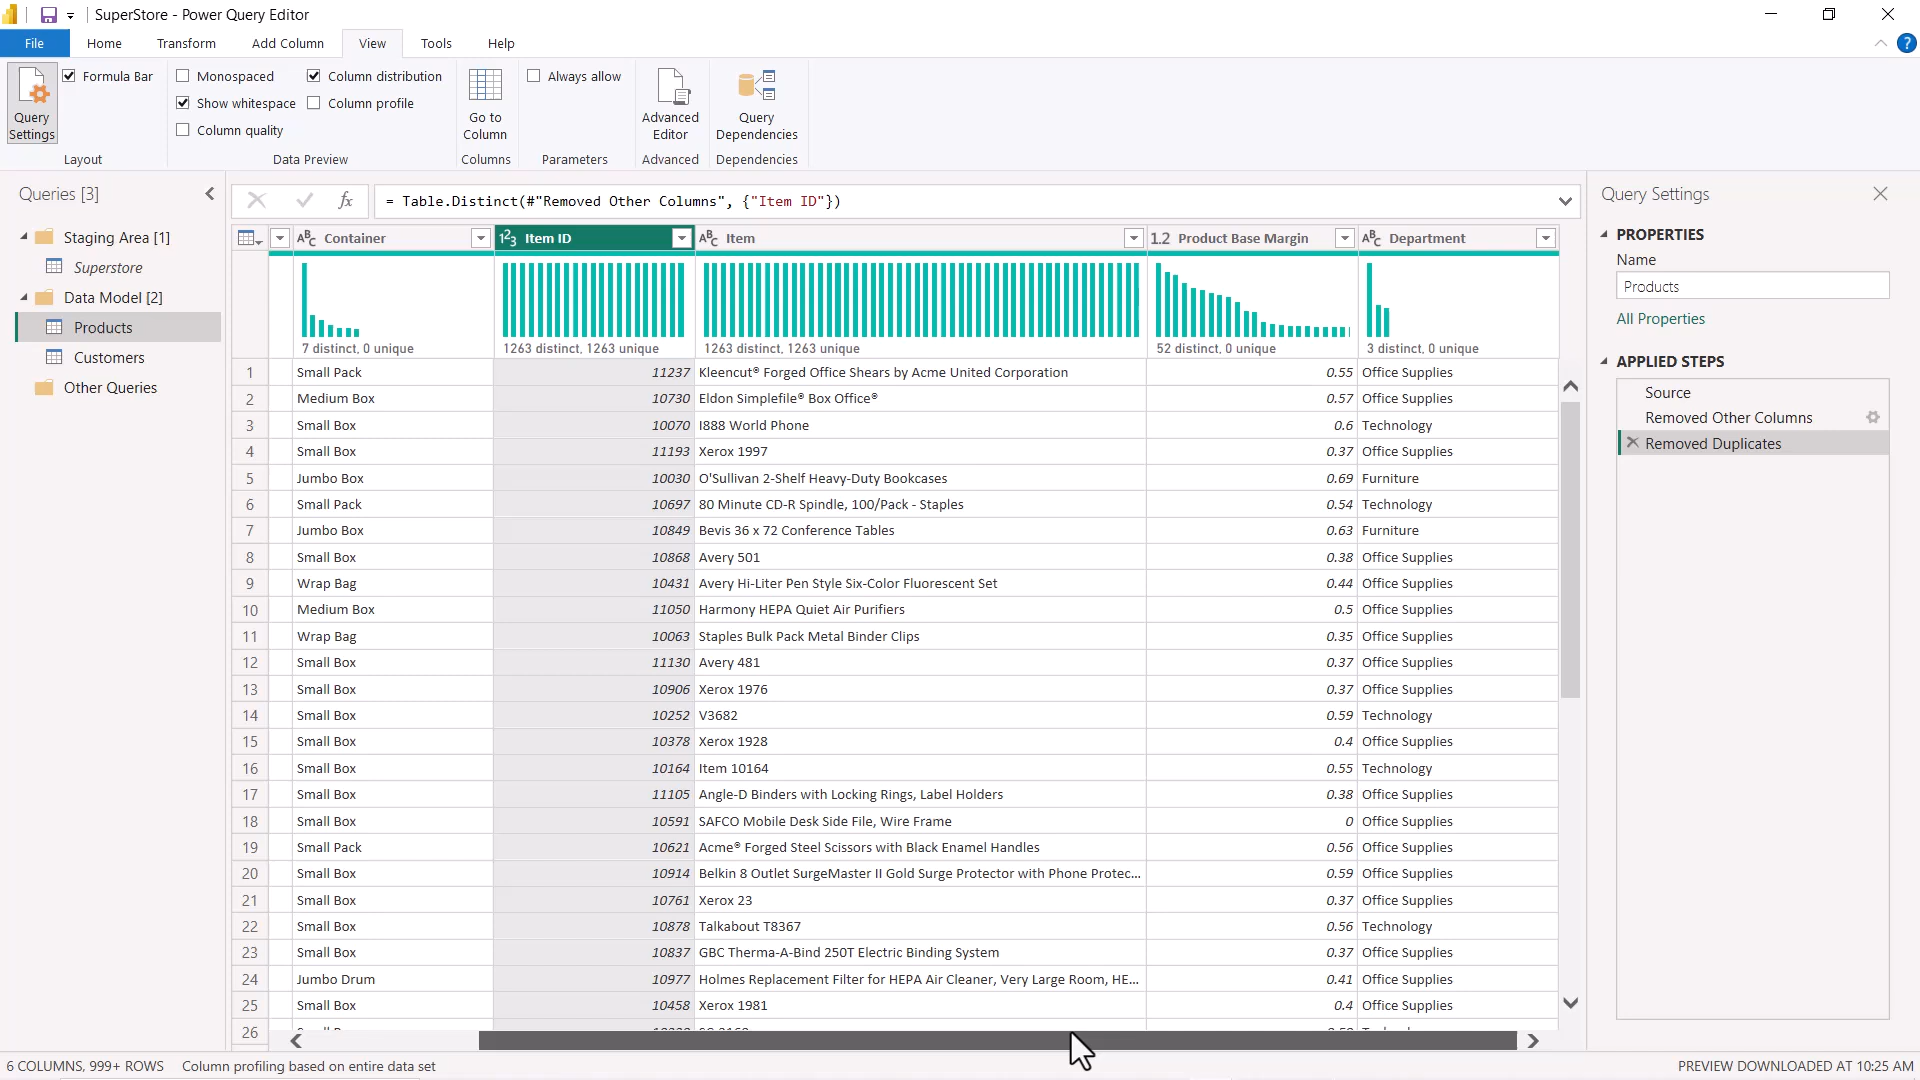 SuperStore - Power Query Editor
File Home Transform Add Column View Tools Help
Query Settings
Formula Bar
Layout
Monospaced
Show whitespace
Column quality
Column distribution
Column profile
Data Preview
Go to Column
Columns
Always allow
Parameters
Advanced Editor
Advanced
Query Dependencies
Dependencies
Queries [3]
Staging Area [1]
Superstore
Data Model [2]
Products
Customers
Other Queries
fx = Table.Distinct(#"Removed Other Columns", {"Item ID"})
ABC Container 123 Item ID ABC Item 1.2 Product Base Margin ABC Department
7 distinct, 0 unique 1263 distinct, 1263 unique 1263 distinct, 1263 unique 52 distinct, 0 unique 3 distinct, 0 unique
1 Small Pack 11237 Kleencut® Forged Office Shears by Acme United Corporation 0.55 Office Supplies
2 Medium Box 10730 Eldon Simplefile® Box Office® 0.57 Office Supplies
3 Small Box 10070 I888 World Phone 0.6 Technology
4 Small Box 11193 Xerox 1997 0.37 Office Supplies
5 Jumbo Box 10030 O'Sullivan 2-Shelf Heavy-Duty Bookcases 0.69 Furniture
6 Small Pack 10697 80 Minute CD-R Spindle, 100/Pack - Staples 0.54 Technology
7 Jumbo Box 10849 Bevis 36 x 72 Conference Tables 0.63 Furniture
8 Small Box 10868 Avery 501 0.38 Office Supplies
9 Wrap Bag 10431 Avery Hi-Liter Pen Style Six-Color Fluorescent Set 0.44 Office Supplies
10 Medium Box 11050 Harmony HEPA Quiet Air Purifiers 0.5 Office Supplies
11 Wrap Bag 10063 Staples Bulk Pack Metal Binder Clips 0.35 Office Supplies
12 Small Box 11130 Avery 481 0.37 Office Supplies
13 Small Box 10906 Xerox 1976 0.37 Office Supplies
14 Small Box 10252 V3682 0.59 Technology
15 Small Box 10378 Xerox 1928 0.4 Office Supplies
16 Small Box 10164 Item 10164 0.55 Technology
17 Small Box 11105 Angle-D Binders with Locking Rings, Label Holders 0.38 Office Supplies
18 Small Box 10591 SAFCO Mobile Desk Side File, Wire Frame 0 Office Supplies
19 Small Pack 10621 Acme® Forged Steel Scissors with Black Enamel Handles 0.56 Office Supplies
20 Small Box 10914 Belkin 8 Outlet SurgeMaster II Gold Surge Protector with Phone Protec... 0.59 Office Supplies
21 Small Box 10761 Xerox 23 0.37 Office Supplies
22 Small Box 10878 Talkabout T8367 0.56 Technology
23 Small Box 10837 GBC Therma-A-Bind 250T Electric Binding System 0.37 Office Supplies
24 Jumbo Drum 10977 Holmes Replacement Filter for HEPA Air Cleaner, Very Large Room, HE... 0.41 Office Supplies
25 Small Box 10458 Xerox 1981 0.4 Office Supplies
26
Query Settings
PROPERTIES
Name
Products
All Properties
APPLIED STEPS
Source
Removed Other Columns
Removed Duplicates
6 COLUMNS, 999+ ROWS Column profiling based on entire data set PREVIEW DOWNLOADED AT 10:25 AM